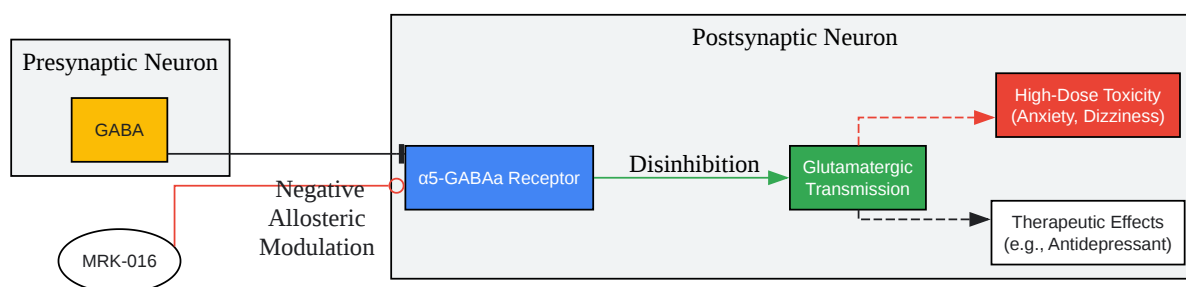 Presynaptic Neuron
GABA
MRK-016
Negative
Allosteric
Modulation
Postsynaptic Neuron
α5-GABAa Receptor
Disinhibition
Glutamatergic
Transmission
High-Dose Toxicity
(Anxiety, Dizziness)
Therapeutic Effects
(e.g., Antidepressant)